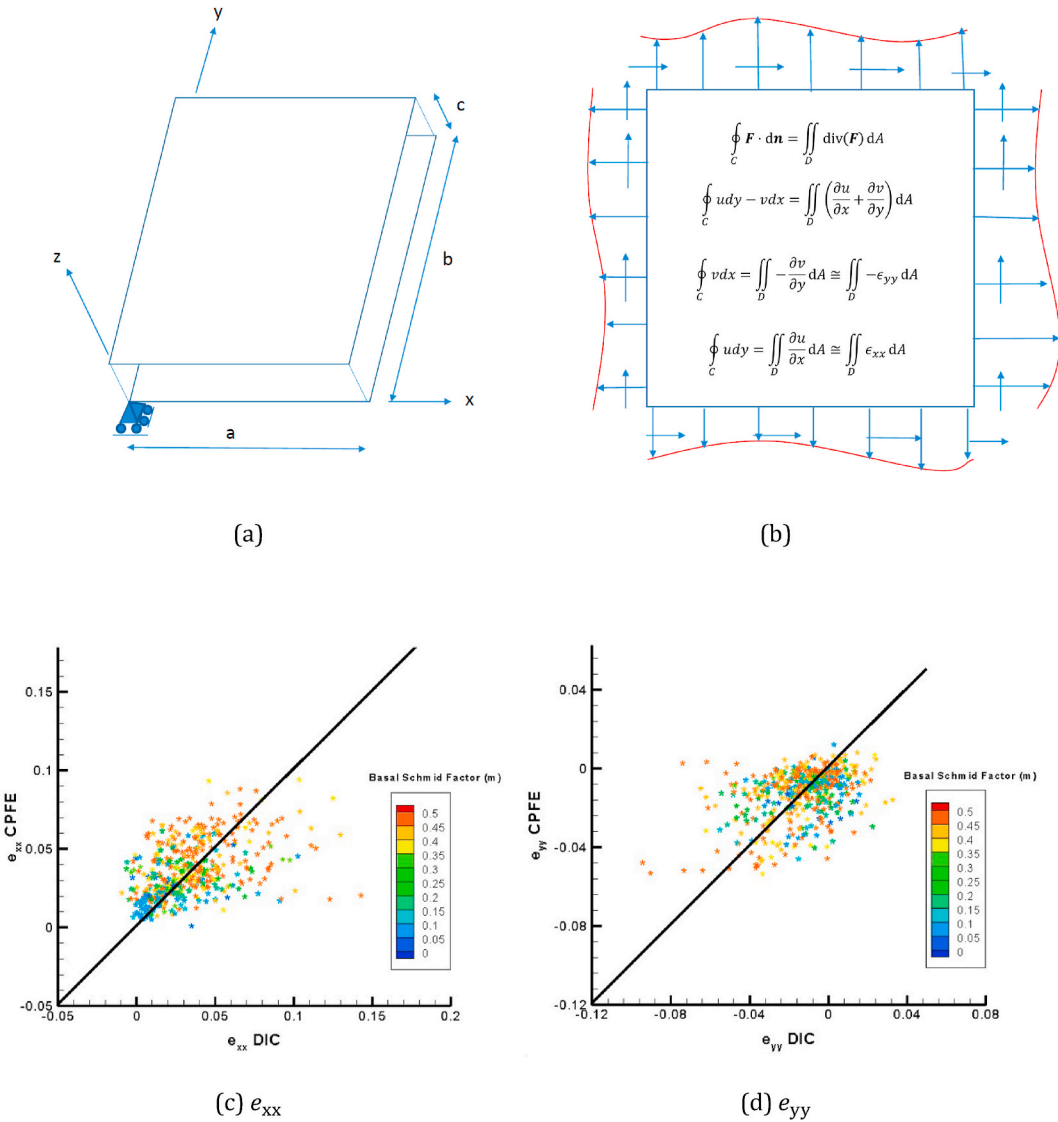 y
c
z
b
x
a
(a)
∮_C F · dn = ∬_D div(F) dA
∮_C udy − vdx = ∬_D (∂u/∂x + ∂v/∂y) dA
∮_C vdx = ∬_D −∂v/∂y dA ≅ ∬_D −ϵ_yy dA
∮_C udy = ∬_D ∂u/∂x dA ≅ ∬_D ϵ_xx dA
(b)
e_xx CPFE
0.15
0.1
0.05
0
-0.05
-0.05 0 0.05 0.1 0.15 0.2
e_xx DIC
Basal Schmid Factor (m)
0.5
0.45
0.4
0.35
0.3
0.25
0.2
0.15
0.1
0.05
0
(c) e_xx
e_yy CPFE
0.04
0
-0.04
-0.08
-0.12
-0.12 -0.08 -0.04 0 0.04 0.08
e_yy DIC
Basal Schmid Factor (m)
0.5
0.45
0.4
0.35
0.3
0.25
0.2
0.15
0.1
0.05
0
(d) e_yy